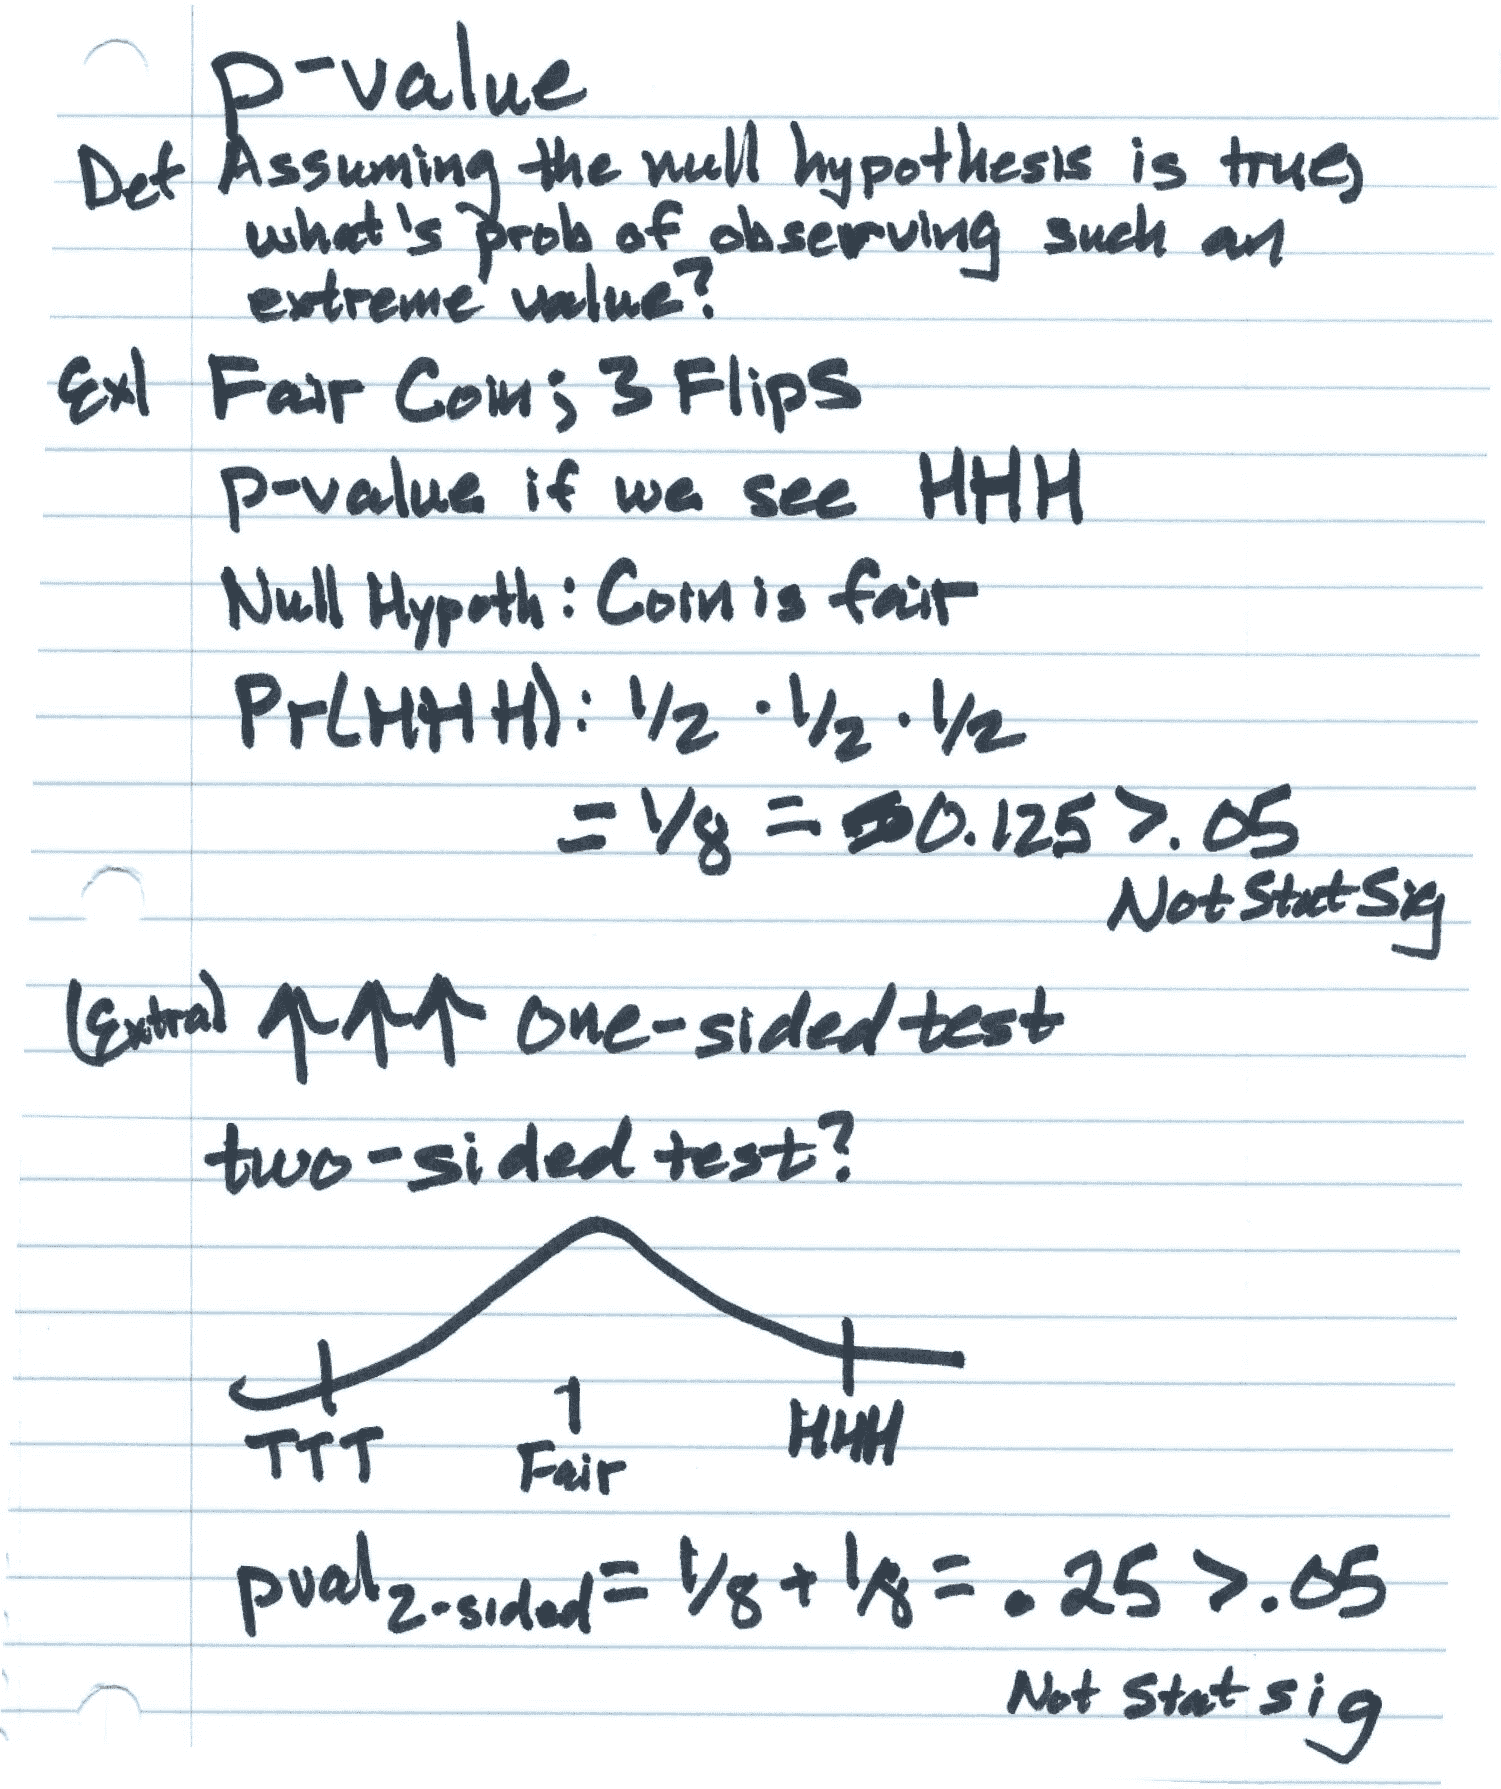 p-value
Def Assuming the null hypothesis is true,
what's prob of observing such an
extreme value?
Ex1 Fair Coin; 3 Flips
p-value if we see HHH
Null Hypoth: Coin is fair
Pr(HHH): 1/2 · 1/2 · 1/2
= 1/8 = 0.125 > .05
Not Stat Sig
(Extra) ↑↑↑ one-sided test
two-sided test?
TTT Fair HHH
pval 2-sided = 1/8 + 1/8 = .25 > .05
Not Stat sig